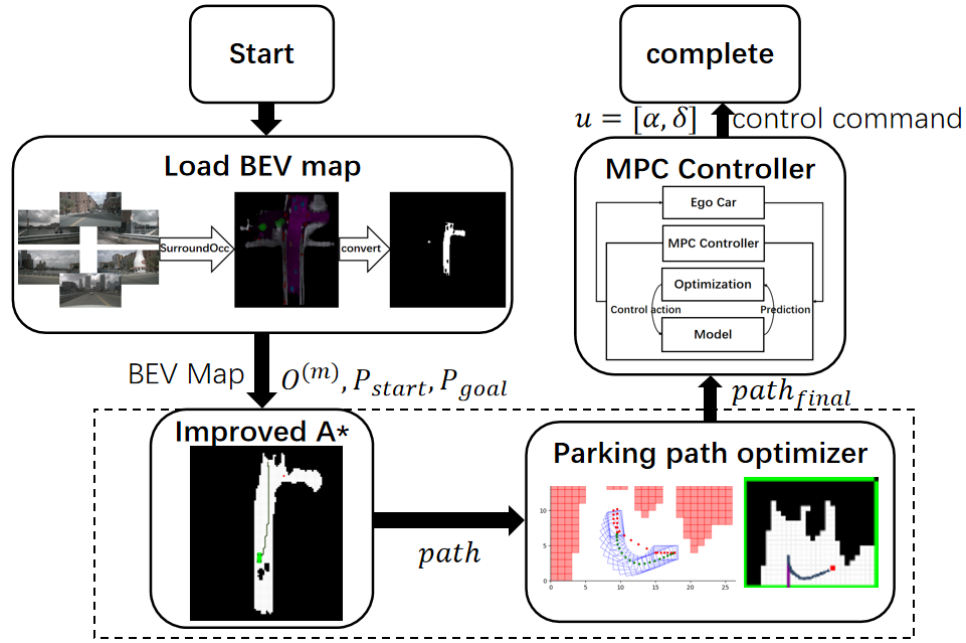 Start
complete
u = [α, δ] control command
Load BEV map
SurroundOcc
convert
MPC Controller
Ego Car
MPC Controller
Optimization
Control action
Prediction
Model
BEV Map
O^(m), P_start, P_goal
path_final
Improved A*
path
Parking path optimizer
10
5
0
0 5 10 15 20 25